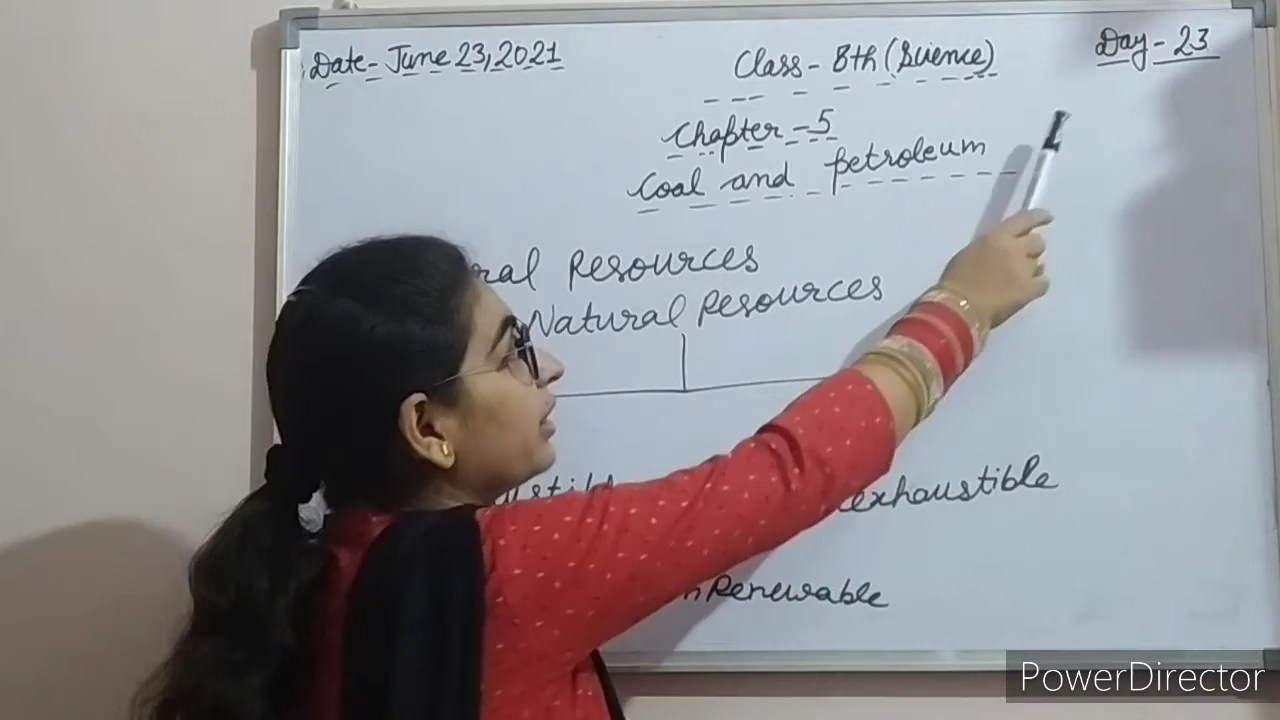 Date-June 23,2021
Class-8th(Science)
Day-23
Chapter-5
Coal and petroleum
Resources
Natural Resources
exhaustible
Renewable
PowerDirector